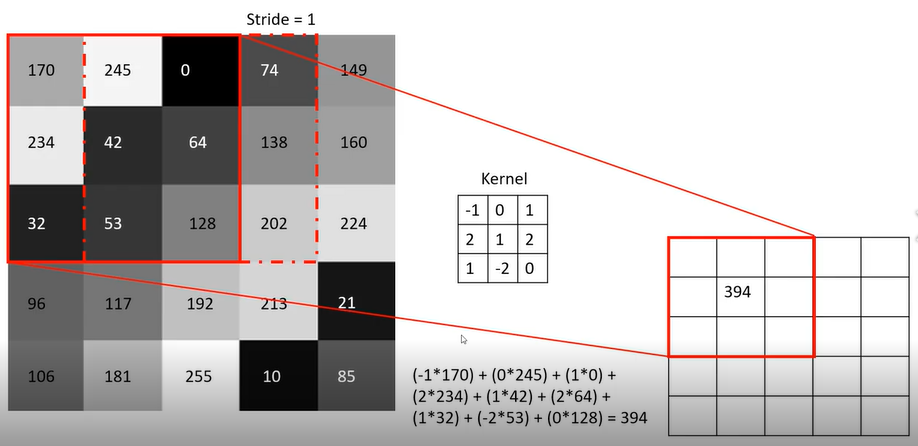 Stride = 1
170 245 0 74 149
234 42 64 138 160
32 53 128 202 224
96 117 192 213 21
106 181 255 10 85
Kernel
-1 0 1
2 1 2
1 -2 0
394
(-1*170) + (0*245) + (1*0) +
(2*234) + (1*42) + (2*64) +
(1*32) + (-2*53) + (0*128) = 394